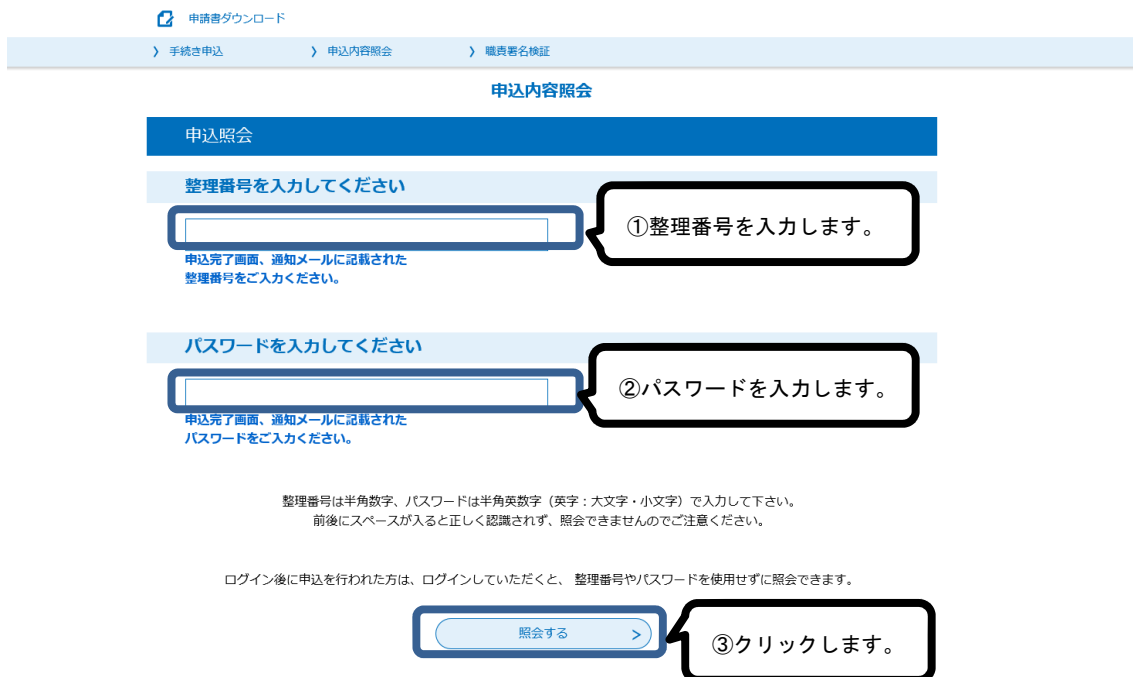 申請書ダウンロード
❯ 手続き申込 ❯ 申込内容照会 ❯ 職責署名検証
申込内容照会
申込照会
整理番号を入力してください
①整理番号を入力します。
申込完了画面、通知メールに記載された
整理番号をご入力ください。
パスワードを入力してください
②パスワードを入力します。
申込完了画面、通知メールに記載された
パスワードをご入力ください。
整理番号は半角数字、パスワードは半角英数字（英字：大文字・小文字）で入力して下さい。
前後にスペースが入ると正しく認識されず、照会できませんのでご注意ください。
ログイン後に申込を行われた方は、ログインしていただくと、 整理番号やパスワードを使用せずに照会できます。
照会する >
③クリックします。